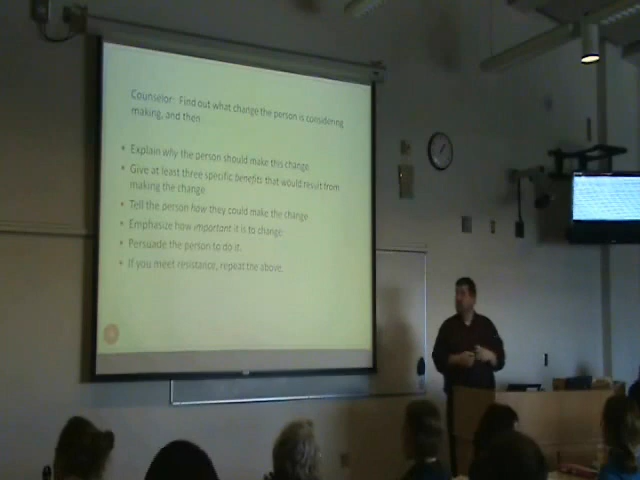 Counselor: Find out what change the person is considering
making, and then
• Explain why the person should make this change
• Give at least three specific benefits that would result from
making the change
• Tell the person how they could make the change
• Emphasize how important it is to change
• Persuade the person to do it.
• If you meet resistance, repeat the above.